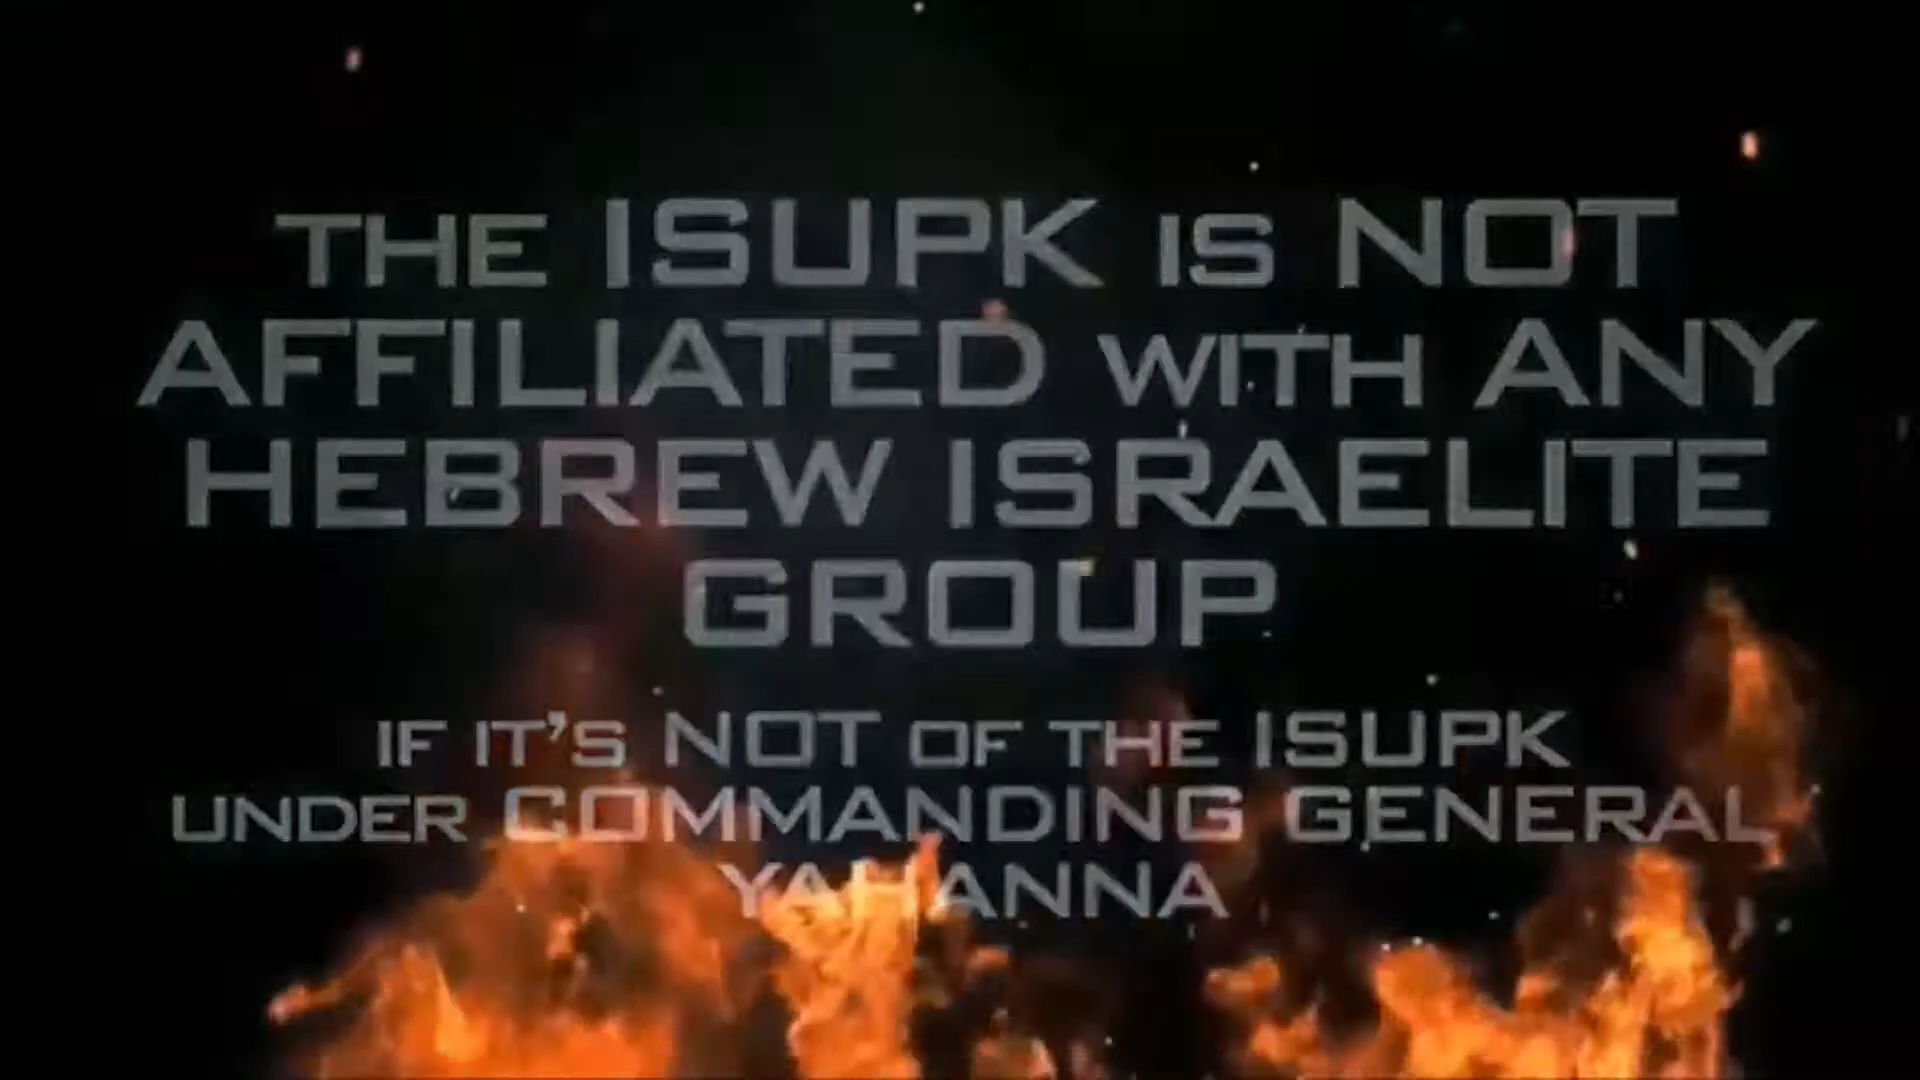 THE ISUPK IS NOT
AFFILIATED WITH ANY
HEBREW ISRAELITE
GROUP
IF IT'S NOT OF THE ISUPK
UNDER COMMANDING GENERAL
YAHANNA